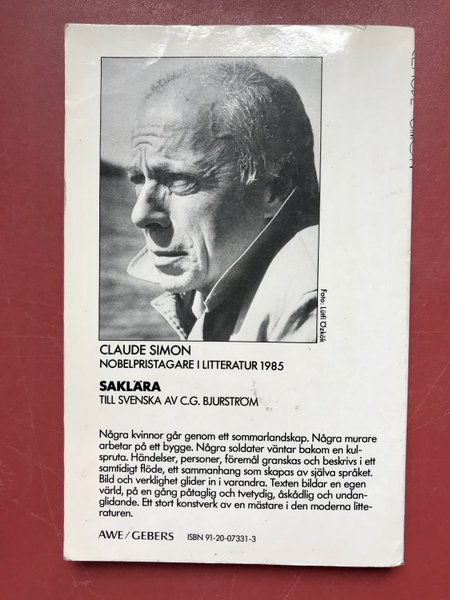 CLAUDE SIMON
Foto: Lütfi Özkök
CLAUDE SIMON
NOBELPRISTAGARE I LITTERATUR 1985
SAKLÄRA
TILL SVENSKA AV C.G. BJURSTRÖM
Några kvinnor går genom ett sommarlandskap. Några murare
arbetar på ett bygge. Några soldater väntar bakom en kul-
spruta. Händelser, personer, föremål granskas och beskrivs i ett
samtidigt flöde, ett sammanhang som skapas av själva språket.
Bild och verklighet glider in i varandra. Texten bildar en egen
värld, på en gång påtaglig och tvetydig, åskådlig och undan-
glidande. Ett stort konstverk av en mästare i den moderna litte-
raturen.
AWE/GEBERS ISBN 91-20-07331-3